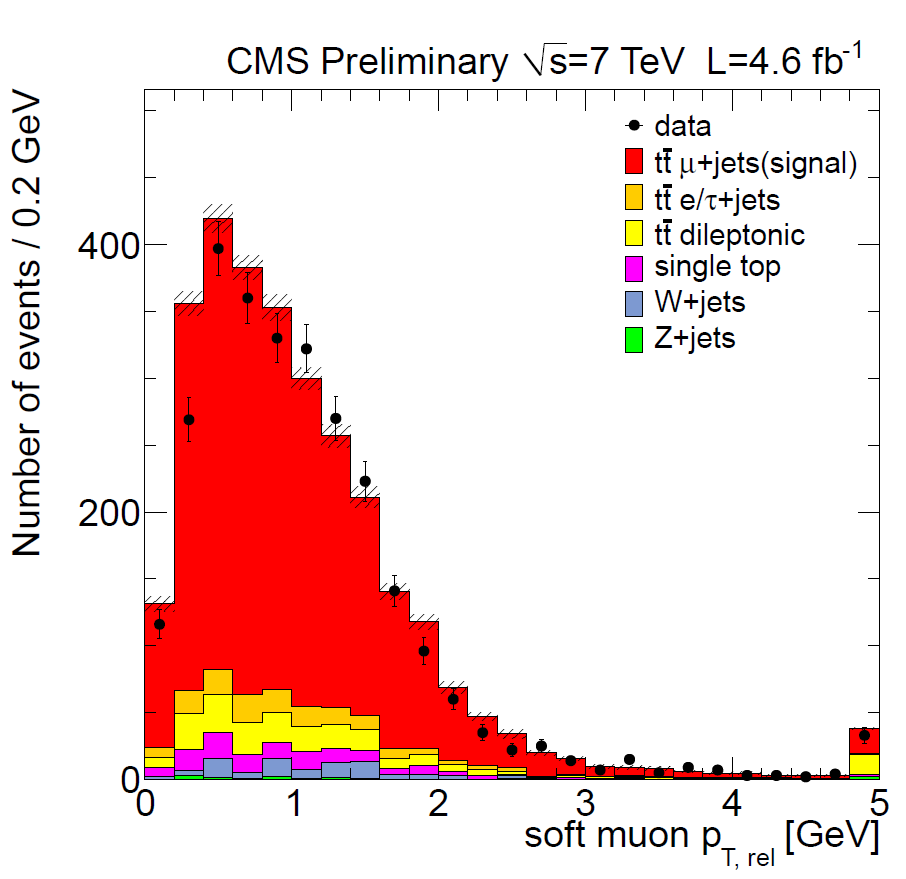 CMS Preliminary √s=7 TeV L=4.6 fb⁻¹
Number of events / 0.2 GeV
data
tt̄ μ+jets(signal)
tt̄ e/τ+jets
tt̄ dileptonic
single top
W+jets
Z+jets
400
200
0
0 1 2 3 4 5
soft muon p_T, rel [GeV]